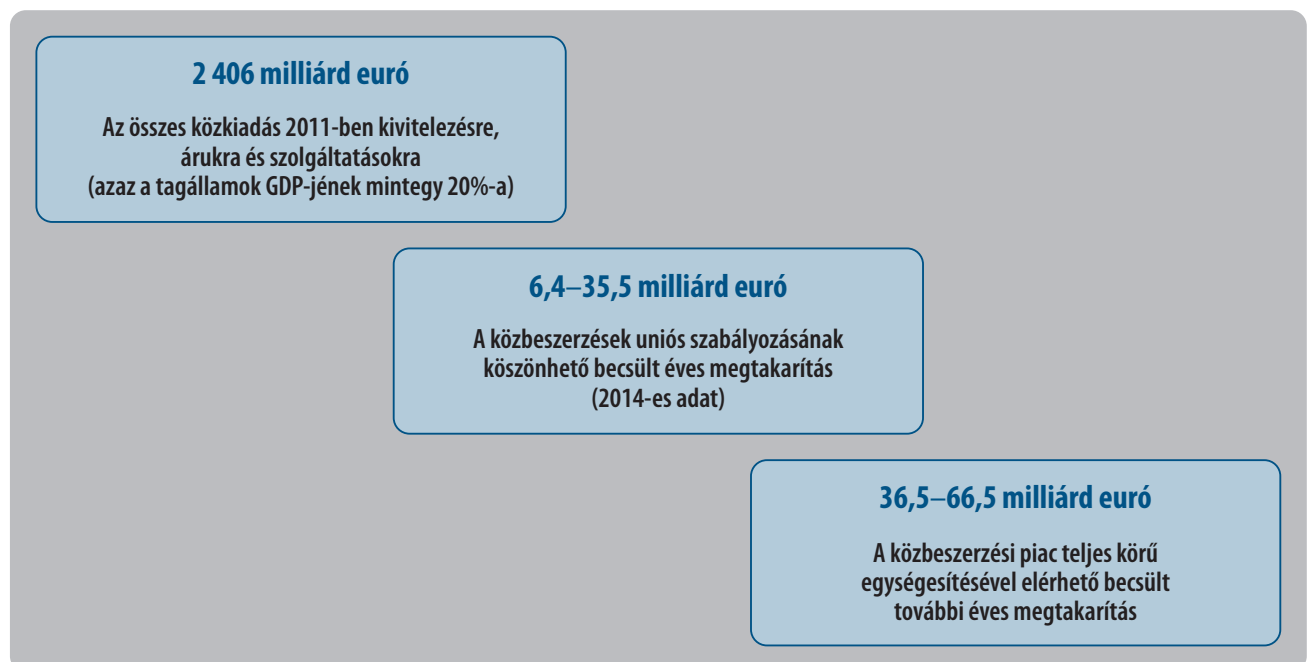 2 406 milliárd euró
Az összes közkiadás 2011-ben kivitelezésre,
árukra és szolgáltatásokra
(azaz a tagállamok GDP-jének mintegy 20%-a)
6,4–35,5 milliárd euró
A közbeszerzések uniós szabályozásának
köszönhető becsült éves megtakarítás
(2014-es adat)
36,5–66,5 milliárd euró
A közbeszerzési piac teljes körű
egységesítésével elérhető becsült
további éves megtakarítás